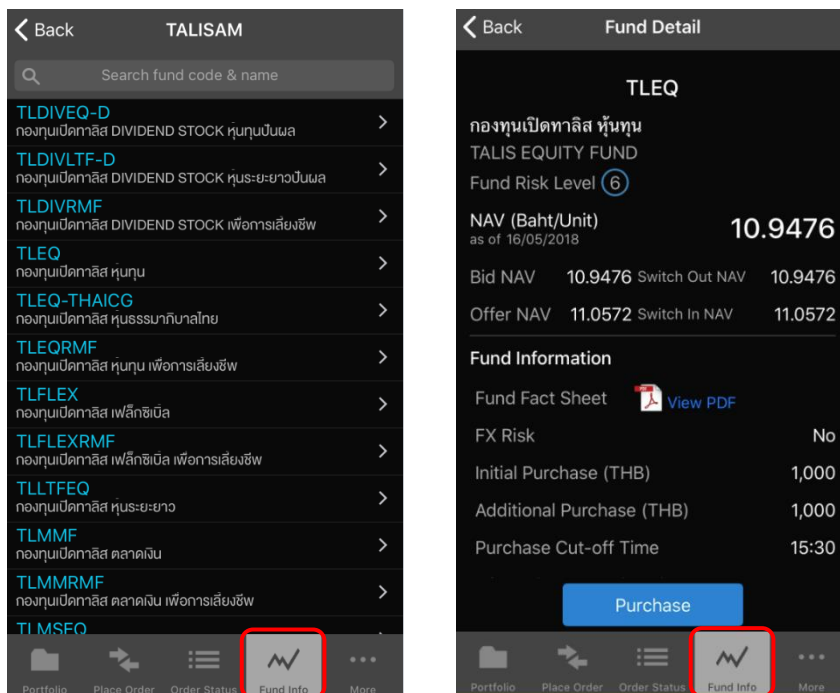 Back TALISAM
Search fund code & name
TLDIVEQ-D
กองทุนเปิดทาลิส DIVIDEND STOCK หุ้นทุนปันผล
TLDIVLTF-D
กองทุนเปิดทาลิส DIVIDEND STOCK หุ้นระยะยาวปันผล
TLDIVRMF
กองทุนเปิดทาลิส DIVIDEND STOCK เพื่อการเลี้ยงชีพ
TLEQ
กองทุนเปิดทาลิส หุ้นทุน
TLEQ-THAICG
กองทุนเปิดทาลิส หุ้นธรรมาภิบาลไทย
TLEQRMF
กองทุนเปิดทาลิส หุ้นทุน เพื่อการเลี้ยงชีพ
TLFLEX
กองทุนเปิดทาลิส เฟล็กซิเบิ้ล
TLFLEXRMF
กองทุนเปิดทาลิส เฟล็กซิเบิ้ล เพื่อการเลี้ยงชีพ
TLLTFEQ
กองทุนเปิดทาลิส หุ้นระยะยาว
TLMMF
กองทุนเปิดทาลิส ตลาดเงิน
TLMMRMF
กองทุนเปิดทาลิส ตลาดเงิน เพื่อการเลี้ยงชีพ
TLMSEQ
Portfolio Place Order Order Status Fund Info More
Back Fund Detail
TLEQ
กองทุนเปิดทาลิส หุ้นทุน
TALIS EQUITY FUND
Fund Risk Level 6
NAV (Baht/Unit) 10.9476
as of 16/05/2018
Bid NAV 10.9476 Switch Out NAV 10.9476
Offer NAV 11.0572 Switch In NAV 11.0572
Fund Information
Fund Fact Sheet View PDF
FX Risk No
Initial Purchase (THB) 1,000
Additional Purchase (THB) 1,000
Purchase Cut-off Time 15:30
Purchase
Portfolio Place Order Order Status Fund Info More